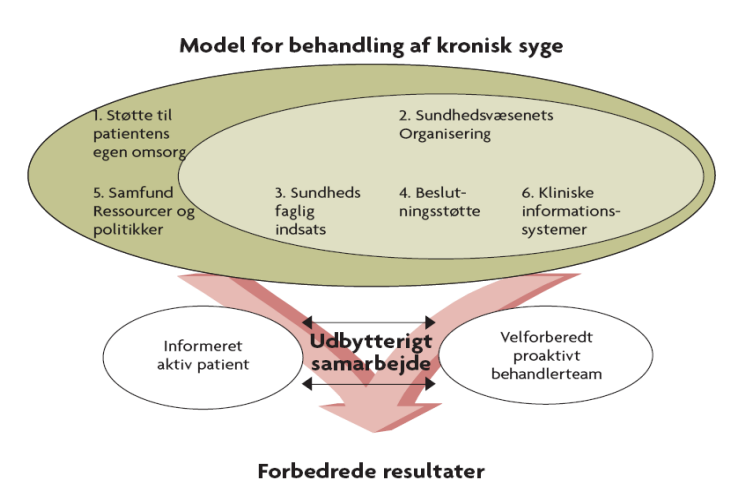 Model for behandling af kronisk syge
1. Støtte til
patientens
egen omsorg
2. Sundhedsvæsenets
Organisering
5. Samfund
Ressourcer og
politikker
3. Sundheds
faglig
indsats
4. Beslut-
ningsstøtte
6. Kliniske
informations-
systemer
Informeret
aktiv patient
Udbytterigt
samarbejde
Velforberedt
proaktivt
behandlerteam
Forbedrede resultater